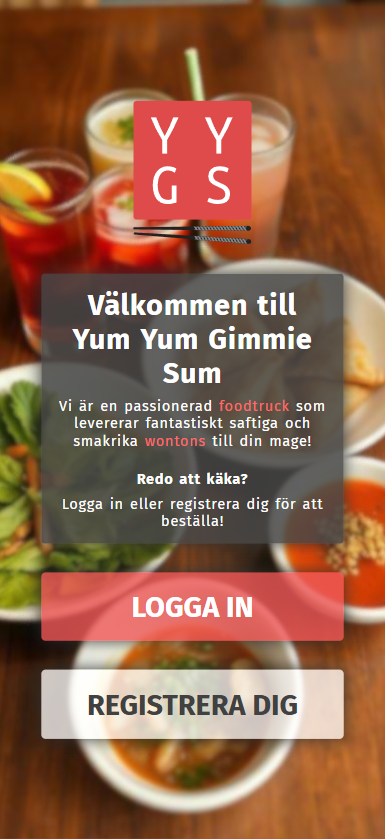 Y Y
G S
Välkommen till
Yum Yum Gimmie
Sum
Vi är en passionerad foodtruck som
levererar fantastiskt saftiga och
smakrika wontons till din mage!
Redo att käka?
Logga in eller registrera dig för att
beställa!
LOGGA IN
REGISTRERA DIG